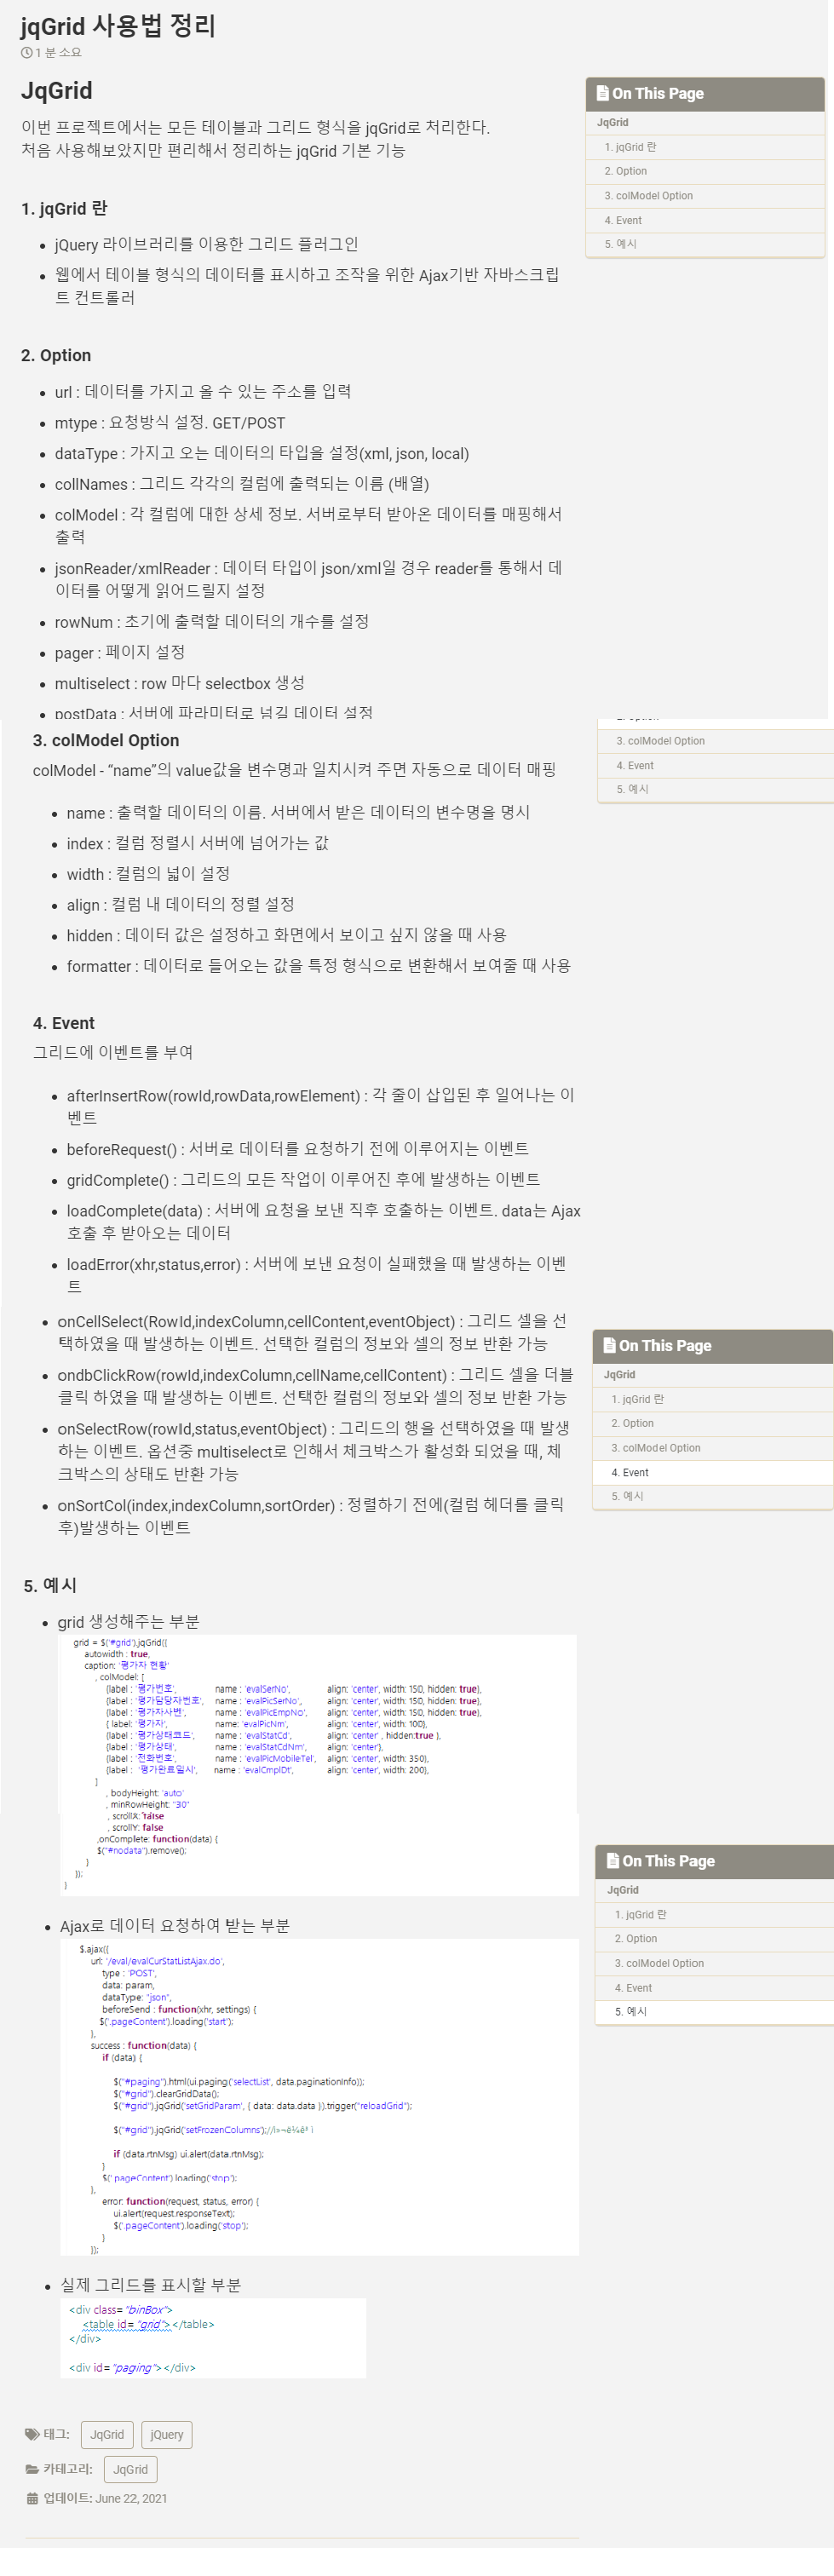 jqGrid 사용법 정리
1 분 소요
JqGrid
이번 프로젝트에서는 모든 테이블과 그리드 형식을 jqGrid로 처리한다.
처음 사용해보았지만 편리해서 정리하는 jqGrid 기본 기능
On This Page
JqGrid
1. jqGrid 란
2. Option
3. colModel Option
4. Event
5. 예시
1. jqGrid 란
jQuery 라이브러리를 이용한 그리드 플러그인
웹에서 테이블 형식의 데이터를 표시하고 조작을 위한 Ajax기반 자바스크립
트 컨트롤러
2. Option
url : 데이터를 가지고 올 수 있는 주소를 입력
mtype : 요청방식 설정. GET/POST
dataType : 가지고 오는 데이터의 타입을 설정(xml, json, local)
collNames : 그리드 각각의 컬럼에 출력되는 이름 (배열)
colModel : 각 컬럼에 대한 상세 정보. 서버로부터 받아온 데이터를 매핑해서
출력
jsonReader/xmlReader : 데이터 타입이 json/xml일 경우 reader를 통해서 데
이터를 어떻게 읽어드릴지 설정
rowNum : 초기에 출력할 데이터의 개수를 설정
pager : 페이지 설정
multiselect : row 마다 selectbox 생성
postData : 서버에 파라미터로 넘길 데이터 설정
2. Option
3. colModel Option
4. Event
5. 예시
3. colModel Option
colModel - “name”의 value값을 변수명과 일치시켜 주면 자동으로 데이터 매핑
name : 출력할 데이터의 이름. 서버에서 받은 데이터의 변수명을 명시
index : 컬럼 정렬시 서버에 넘어가는 값
width : 컬럼의 넓이 설정
align : 컬럼 내 데이터의 정렬 설정
hidden : 데이터 값은 설정하고 화면에서 보이고 싶지 않을 때 사용
formatter : 데이터로 들어오는 값을 특정 형식으로 변환해서 보여줄 때 사용
4. Event
그리드에 이벤트를 부여
afterInsertRow(rowId,rowData,rowElement) : 각 줄이 삽입된 후 일어나는 이
벤트
beforeRequest() : 서버로 데이터를 요청하기 전에 이루어지는 이벤트
gridComplete() : 그리드의 모든 작업이 이루어진 후에 발생하는 이벤트
loadComplete(data) : 서버에 요청을 보낸 직후 호출하는 이벤트. data는 Ajax
호출 후 받아오는 데이터
loadError(xhr,status,error) : 서버에 보낸 요청이 실패했을 때 발생하는 이벤
트
onCellSelect(RowId,indexColumn,cellContent,eventObject) : 그리드 셀을 선
택하였을 때 발생하는 이벤트. 선택한 컬럼의 정보와 셀의 정보 반환 가능
ondbClickRow(rowId,indexColumn,cellName,cellContent) : 그리드 셀을 더블
클릭 하였을 때 발생하는 이벤트. 선택한 컬럼의 정보와 셀의 정보 반환 가능
onSelectRow(rowId,status,eventObject) : 그리드의 행을 선택하였을 때 발생
하는 이벤트. 옵션중 multiselect로 인해서 체크박스가 활성화 되었을 때, 체
크박스의 상태도 반환 가능
onSortCol(index,indexColumn,sortOrder) : 정렬하기 전에(컬럼 헤더를 클릭
후)발생하는 이벤트
On This Page
JqGrid
1. jqGrid 란
2. Option
3. colModel Option
4. Event
5. 예시
5. 예시
grid 생성해주는 부분
grid = $('#grid').jqGrid({
autowidth : true,
caption: '평가자 현황'
, colModel: [
{label : '평가번호', name : 'evalSerNo', align: 'center', width: 150, hidden: true},
{label : '평가담당자번호', name : 'evalPicSerNo', align: 'center', width: 150, hidden: true},
{label : '평가자사번', name : 'evalPicEmpNo', align: 'center', width: 150, hidden: true},
{ label: '평가자', name: 'evalPicNm', align: 'center', width: 100},
{label : '평가상태코드', name : 'evalStatCd', align: 'center' , hidden:true },
{label : '평가상태', name : 'evalStatCdNm', align: 'center'},
{label : '전화번호', name : 'evalPicMobileTel', align: 'center', width: 350},
{label : '평가완료일시', name : 'evalCmplDt', align: 'center', width: 200},
]
, bodyHeight: 'auto'
, minRowHeight: "30"
, scrollX: false
, scrollY: false
,onComplete: function(data) {
$("#nodata").remove();
}
});
}
On This Page
JqGrid
1. jqGrid 란
2. Option
3. colModel Option
4. Event
5. 예시
Ajax로 데이터 요청하여 받는 부분
$.ajax({
url: '/eval/evalCurStatListAjax.do',
type : 'POST',
data: param,
dataType: "json",
beforeSend : function(xhr, settings) {
$('.pageContent').loading('start');
},
success : function(data) {
if (data) {
$("#paging").html(ui.paging('selectList', data.paginationInfo));
$("#grid").clearGridData();
$("#grid").jqGrid('setGridParam', { data: data.data }).trigger("reloadGrid");
$("#grid").jqGrid('setFrozenColumns');//
if (data.rtnMsg) ui.alert(data.rtnMsg);
}
$('.pageContent').loading('stop');
},
error: function(request, status, error) {
ui.alert(request.responseText);
$('.pageContent').loading('stop');
}
});
실제 그리드를 표시할 부분
<div class="binBox">
<table id="grid"></table>
</div>
<div id="paging"></div>
태그: JqGrid jQuery
카테고리: JqGrid
업데이트: June 22, 2021